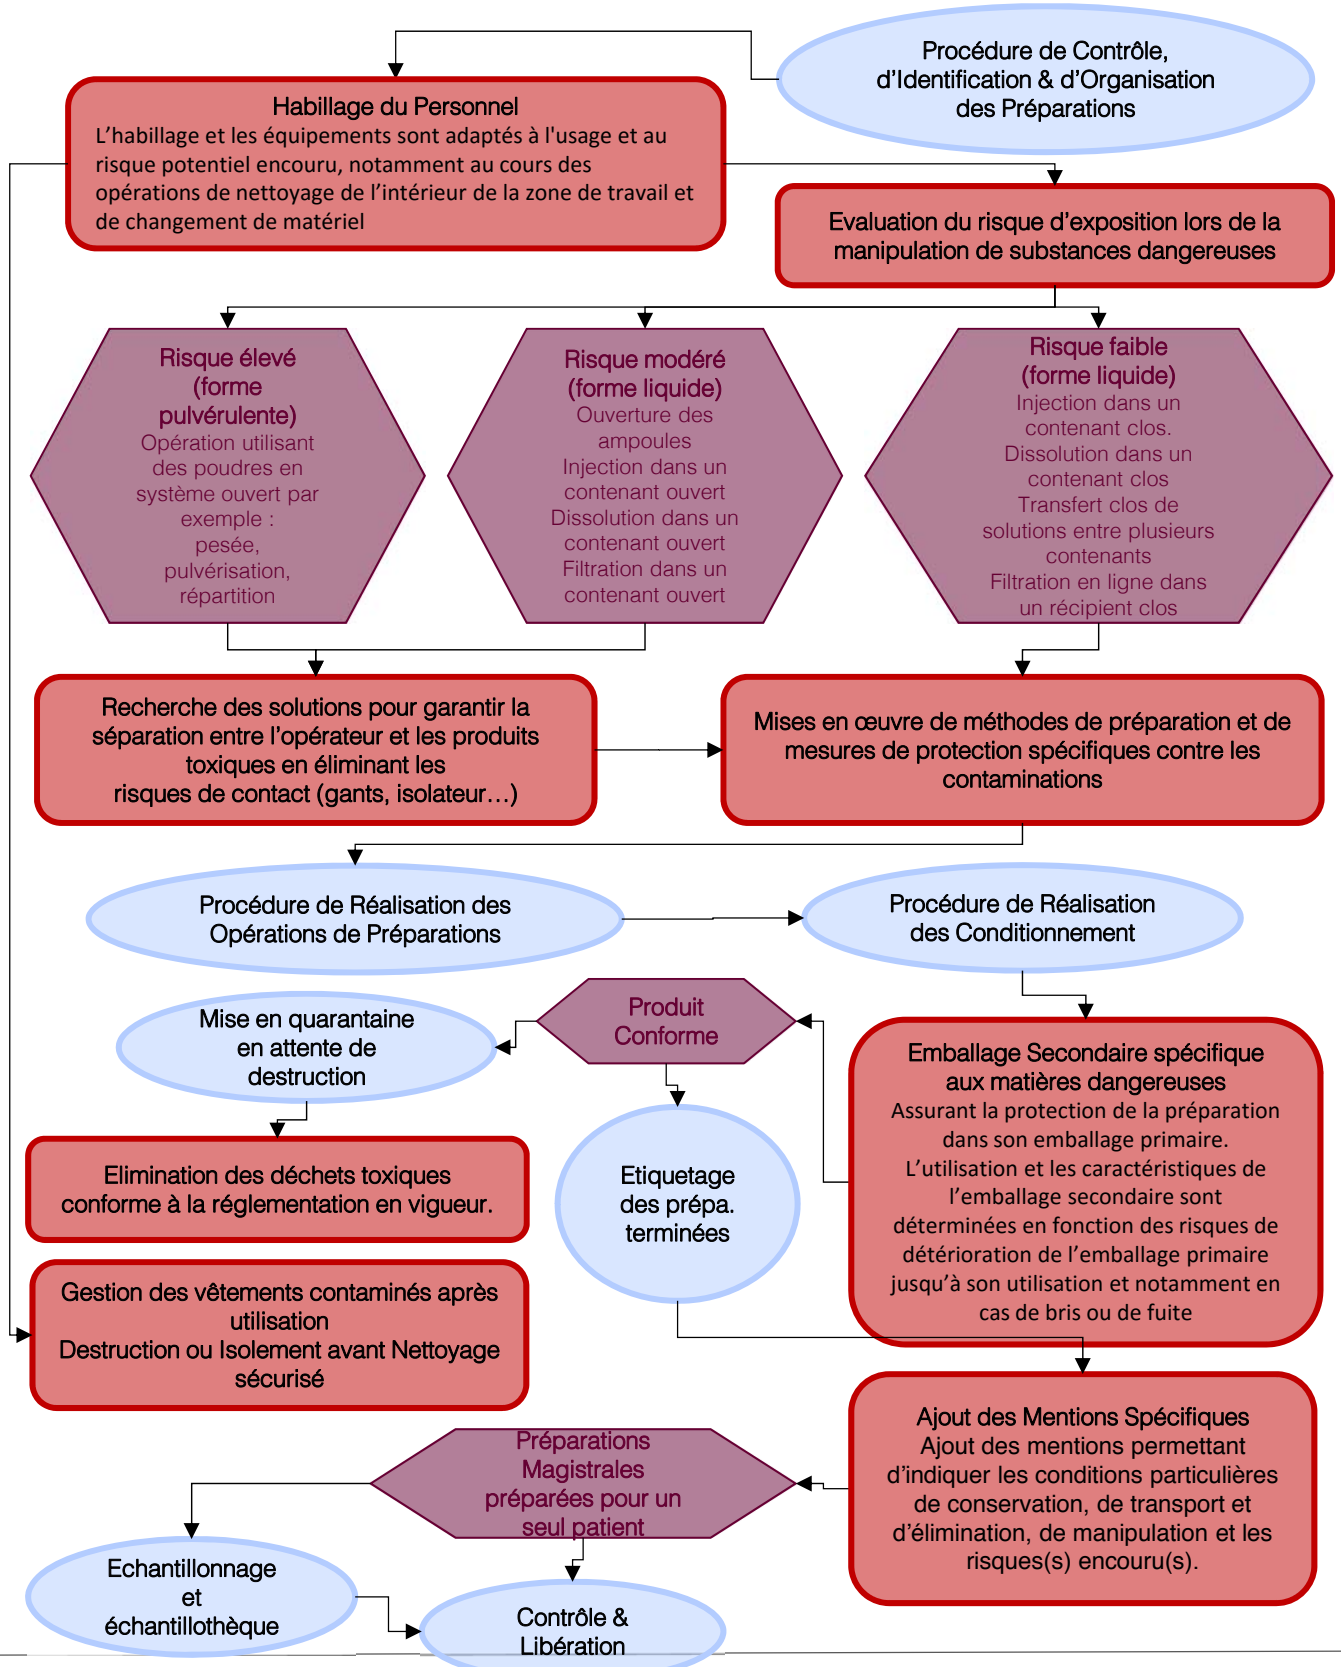 Procédure de Contrôle,
d'Identification & d'Organisation
des Préparations
Habillage du Personnel
L'habillage et les équipements sont adaptés à l'usage et au
risque potentiel encouru, notamment au cours des
opérations de nettoyage de l'intérieur de la zone de travail et
de changement de matériel
Evaluation du risque d'exposition lors de la
manipulation de substances dangereuses
Risque élevé
(forme
pulvérulente)
Opération utilisant
des poudres en
système ouvert par
exemple :
pesée,
pulvérisation,
répartition
Risque modéré
(forme liquide)
Ouverture des
ampoules
Injection dans un
contenant ouvert
Dissolution dans un
contenant ouvert
Filtration dans un
contenant ouvert
Risque faible
(forme liquide)
Injection dans un
contenant clos.
Dissolution dans un
contenant clos
Transfert clos de
solutions entre plusieurs
contenants
Filtration en ligne dans
un récipient clos
Recherche des solutions pour garantir la
séparation entre l'opérateur et les produits
toxiques en éliminant les
risques de contact (gants, isolateur…)
Mises en œuvre de méthodes de préparation et de
mesures de protection spécifiques contre les
contaminations
Procédure de Réalisation des
Opérations de Préparations
Procédure de Réalisation
des Conditionnement
Mise en quarantaine
en attente de
destruction
Produit
Conforme
Emballage Secondaire spécifique
aux matières dangereuses
Assurant la protection de la préparation
dans son emballage primaire.
L'utilisation et les caractéristiques de
l'emballage secondaire sont
déterminées en fonction des risques de
détérioration de l'emballage primaire
jusqu'à son utilisation et notamment en
cas de bris ou de fuite
Elimination des déchets toxiques
conforme à la réglementation en vigueur.
Etiquetage
des prépa.
terminées
Gestion des vêtements contaminés après
utilisation
Destruction ou Isolement avant Nettoyage
sécurisé
Ajout des Mentions Spécifiques
Ajout des mentions permettant
d'indiquer les conditions particulières
de conservation, de transport et
d'élimination, de manipulation et les
risques(s) encouru(s).
Préparations
Magistrales
préparées pour un
seul patient
Echantillonnage
et
échantillothèque
Contrôle &
Libération